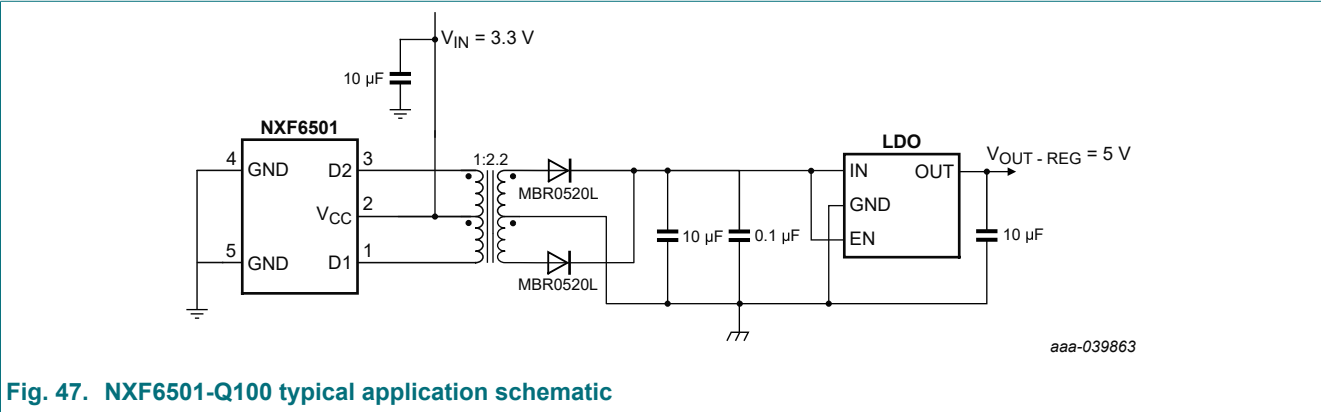 V_IN = 3.3 V
10 µF
NXF6501
4 GND D2 3
V_CC 2
5 GND D1 1
1:2.2
MBR0520L
MBR0520L
10 µF
0.1 µF
LDO
IN OUT
GND
EN
V_OUT - REG = 5 V
10 µF
aaa-039863
Fig. 47. NXF6501-Q100 typical application schematic